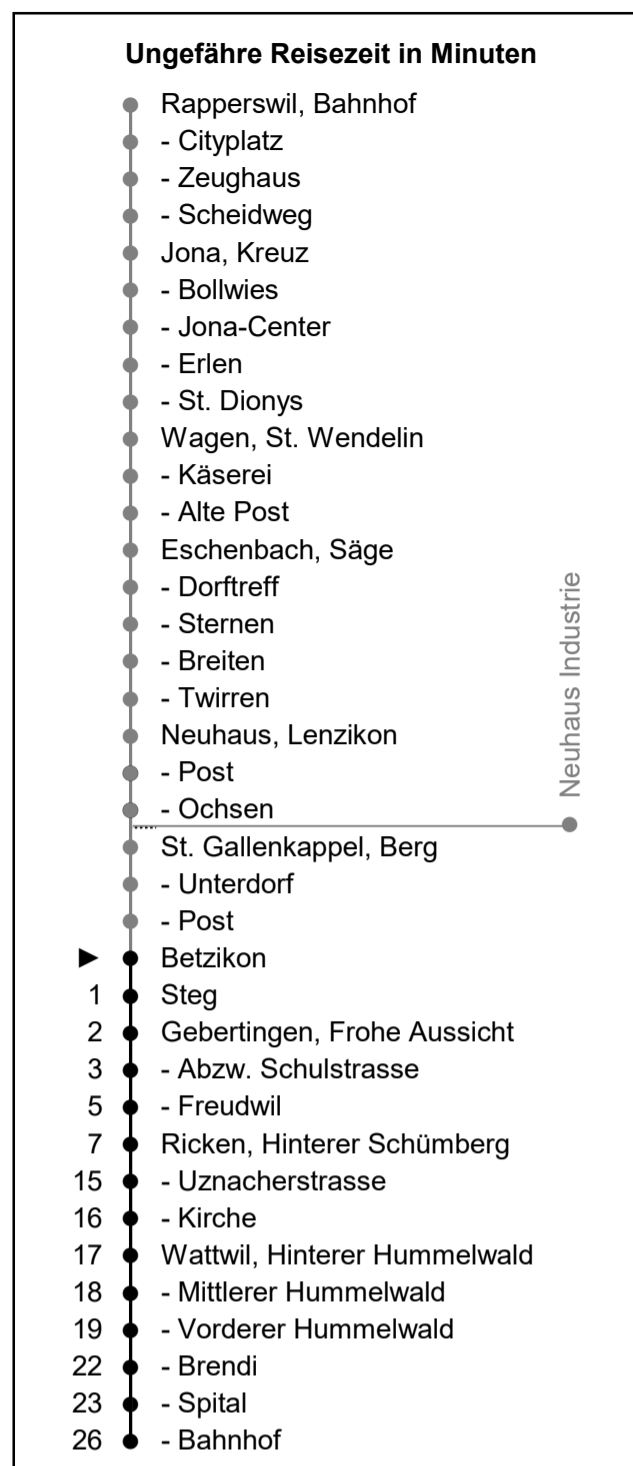 Ungefähre Reisezeit in Minuten
Rapperswil, Bahnhof
- Cityplatz
- Zeughaus
- Scheidweg
Jona, Kreuz
- Bollwies
- Jona-Center
- Erlen
- St. Dionys
Wagen, St. Wendelin
- Käserei
- Alte Post
Eschenbach, Säge
- Dorftreff
- Sternen
- Breiten
- Twirren
Neuhaus, Lenzikon
- Post
- Ochsen
Neuhaus Industrie
St. Gallenkappel, Berg
- Unterdorf
- Post
► Betzikon
1 Steg
2 Gebertingen, Frohe Aussicht
3 - Abzw. Schulstrasse
5 - Freudwil
7 Ricken, Hinterer Schümberg
15 - Uznacherstrasse
16 - Kirche
17 Wattwil, Hinterer Hummelwald
18 - Mittlerer Hummelwald
19 - Vorderer Hummelwald
22 - Brendi
23 - Spital
26 - Bahnhof